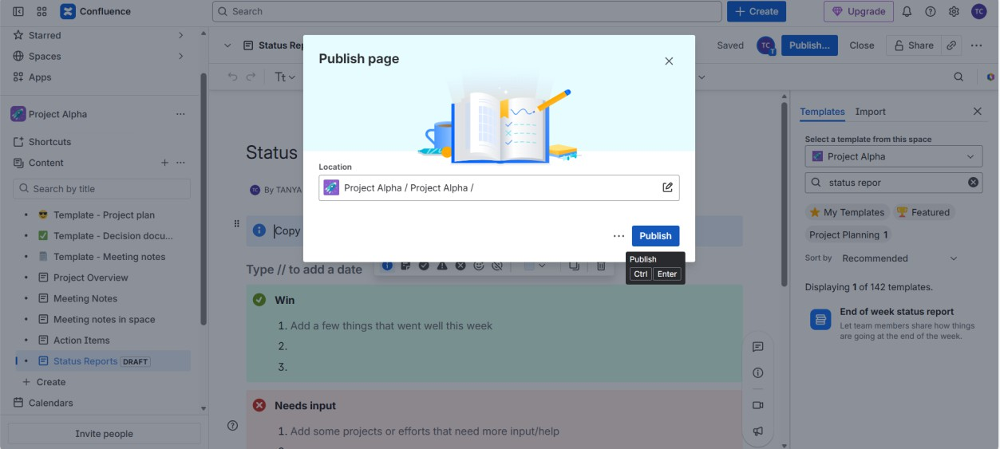 Confluence
Search
Create
Upgrade
TC
Starred
Spaces
Apps
Project Alpha
Shortcuts
Content
Search by title
Template - Project plan
Template - Decision docu...
Template - Meeting notes
Project Overview
Meeting Notes
Meeting notes in space
Action Items
Status Reports DRAFT
Create
Calendars
Invite people
Saved
TC
T
Publish...
Close
Share
Tt
Status
By TANYA
Copy
Type // to add a date
Win
1. Add a few things that went well this week
2.
3.
Needs input
1. Add some projects or efforts that need more input/help
Publish page
Location
Project Alpha / Project Alpha /
Publish
Publish
Ctrl Enter
Templates Import
Select a template from this space
Project Alpha
status repor
My Templates Featured
Project Planning 1
Sort by Recommended
Displaying 1 of 142 templates.
End of week status report
Let team members share how things
are going at the end of the week.